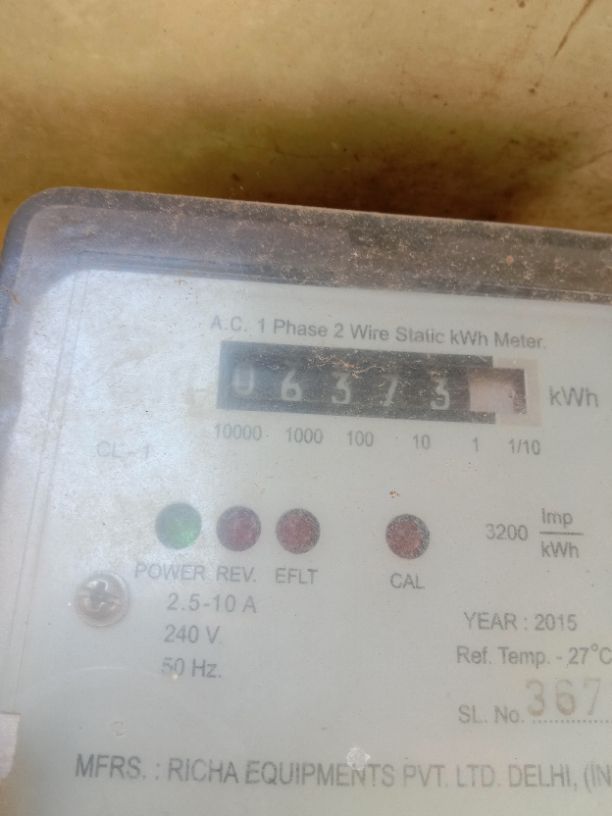 A.C. 1 Phase 2 Wire Static kWh Meter.
06373 kWh
10000 1000 100 10 1 1/10
CL-1
3200 Imp/kWh
POWER REV. EFLT CAL
2.5-10 A
240 V.
50 Hz.
YEAR : 2015
Ref. Temp. - 27°C
SL. No. 367
MFRS. : RICHA EQUIPMENTS PVT. LTD. DELHI, (IN